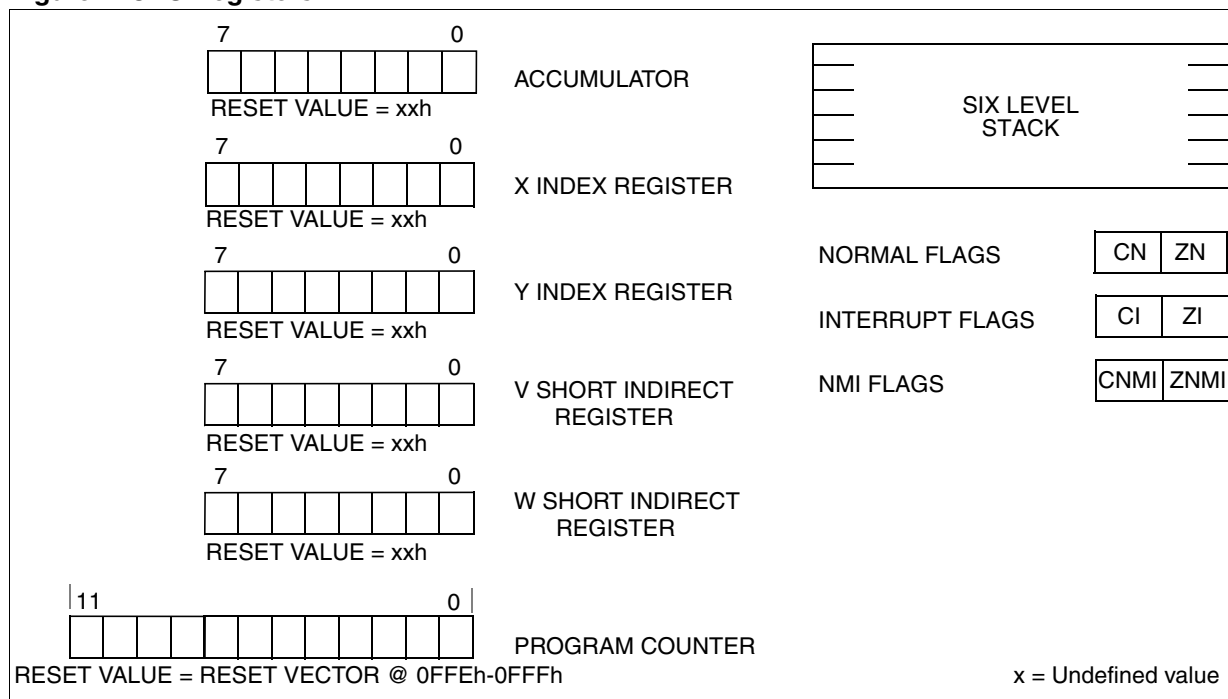 7 0
ACCUMULATOR
RESET VALUE = xxh
7 0
X INDEX REGISTER
RESET VALUE = xxh
7 0
Y INDEX REGISTER
RESET VALUE = xxh
7 0
V SHORT INDIRECT
REGISTER
RESET VALUE = xxh
7 0
W SHORT INDIRECT
REGISTER
RESET VALUE = xxh
11 0
PROGRAM COUNTER
RESET VALUE = RESET VECTOR @ 0FFEh-0FFFh
SIX LEVEL
STACK
NORMAL FLAGS CN ZN
INTERRUPT FLAGS CI ZI
NMI FLAGS CNMI ZNMI
x = Undefined value